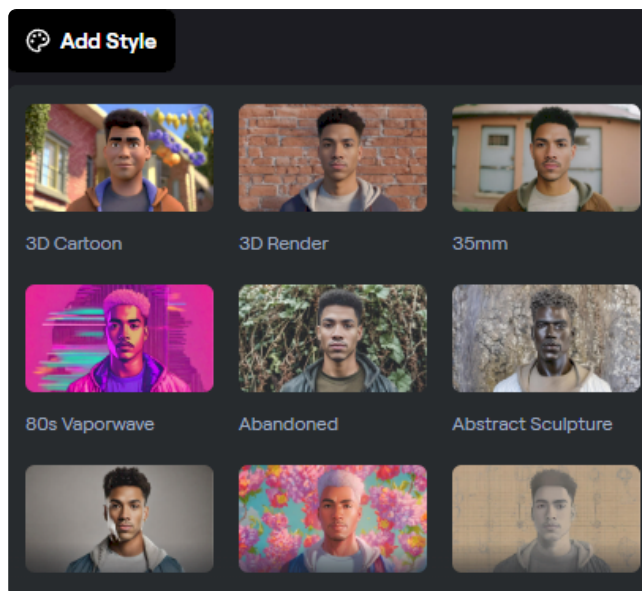 Add Style
3D Cartoon
3D Render
35mm
80s Vaporwave
Abandoned
Abstract Sculpture